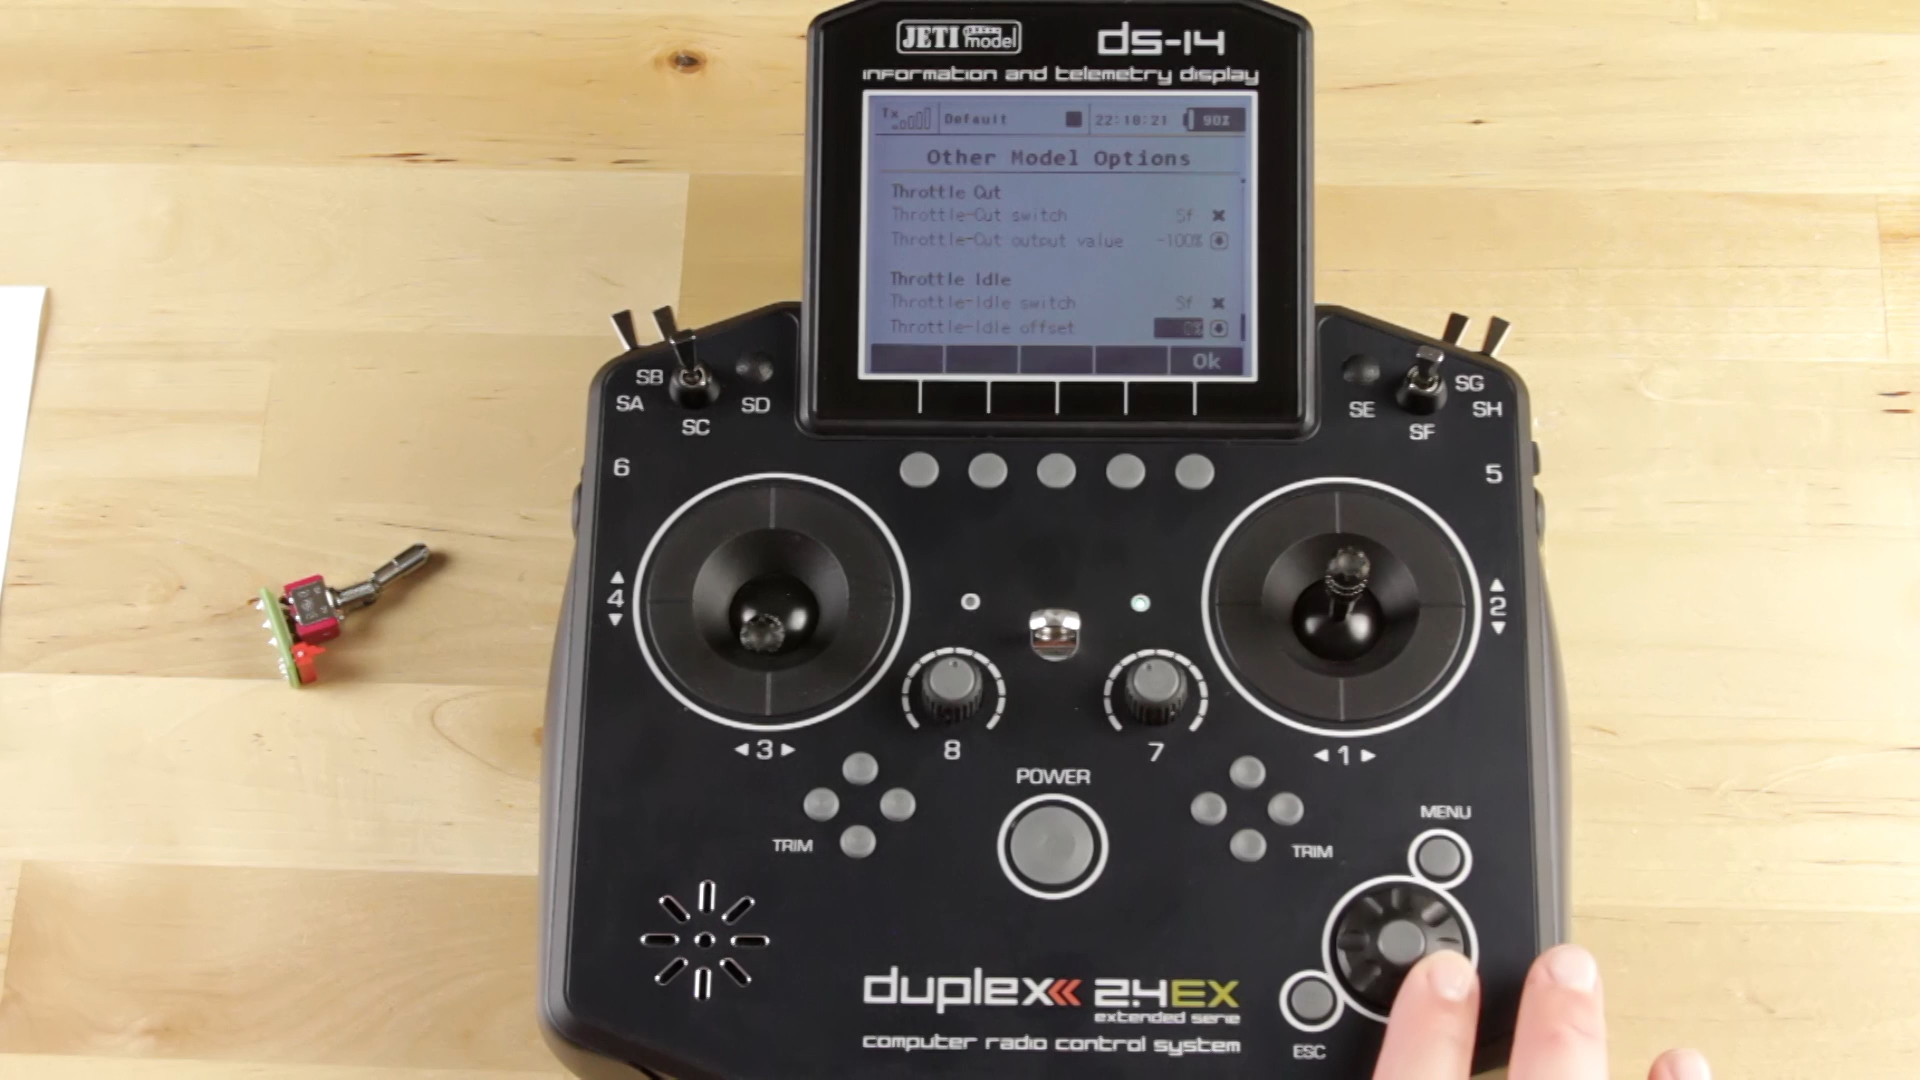 JETI model
ds-14
information and telemetry display
Tx Default 22:18:21 90%
Other Model Options
Throttle Cut
Throttle-Cut switch Sf
Throttle-Cut output value -100%
Throttle Idle
Throttle-Idle switch Sf
Throttle-Idle offset 0%
Ok
SB
SA
SC
SD
SE
SF
SG
SH
6
5
4
2
3
8
7
1
POWER
TRIM
TRIM
MENU
ESC
duplex 2.4EX
extended serie
computer radio control system